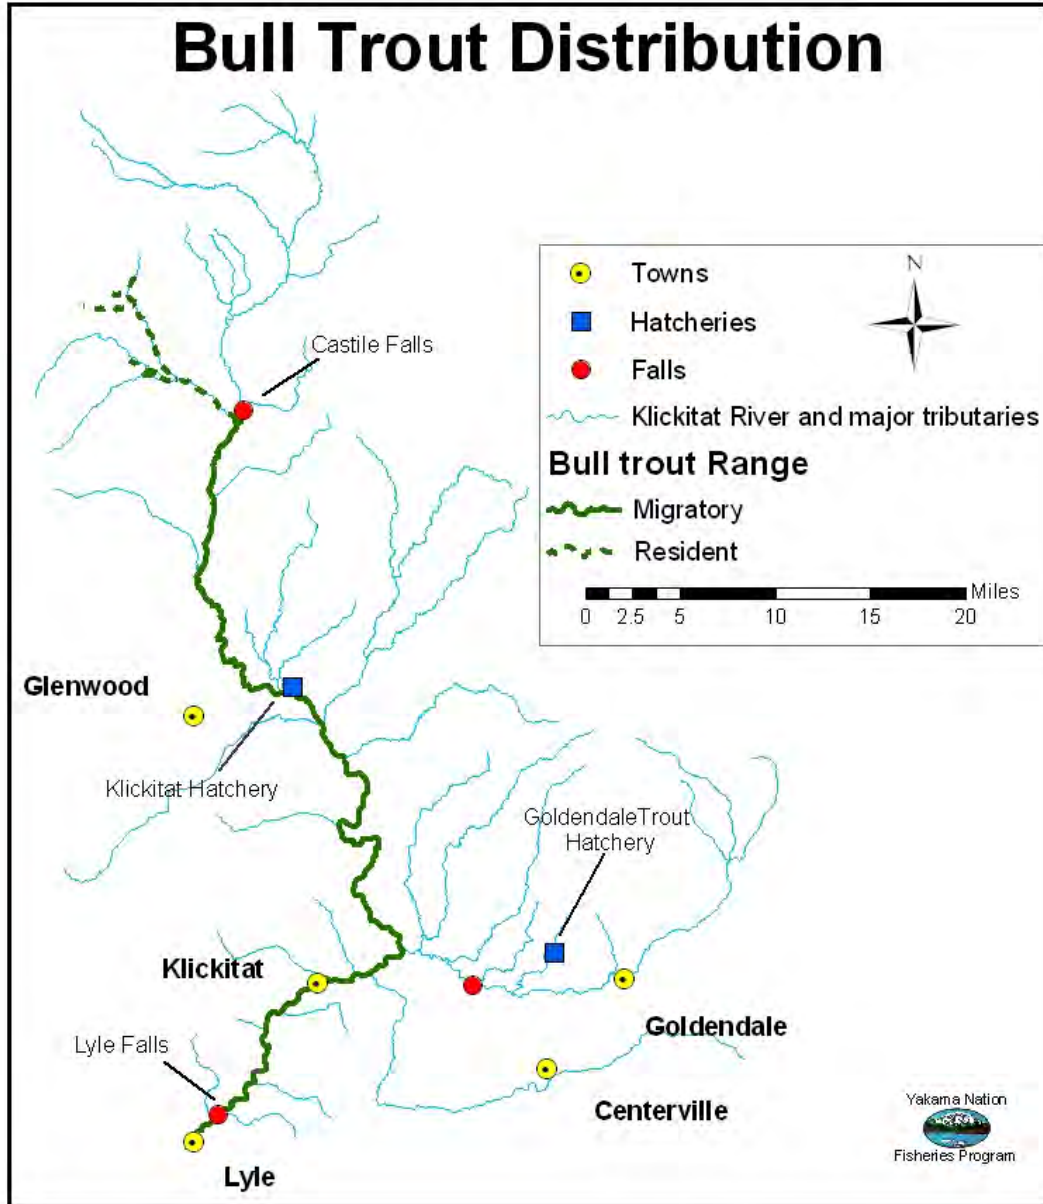 Bull Trout Distribution
N
Towns
Hatcheries
Falls
Klickitat River and major tributaries
Bull trout Range
Migratory
Resident
Miles
0 2.5 5 10 15 20
Castile Falls
Glenwood
Klickitat Hatchery
GoldendaleTrout
Hatchery
Klickitat
Goldendale
Lyle Falls
Centerville
Lyle
Yakama Nation
Fisheries Program